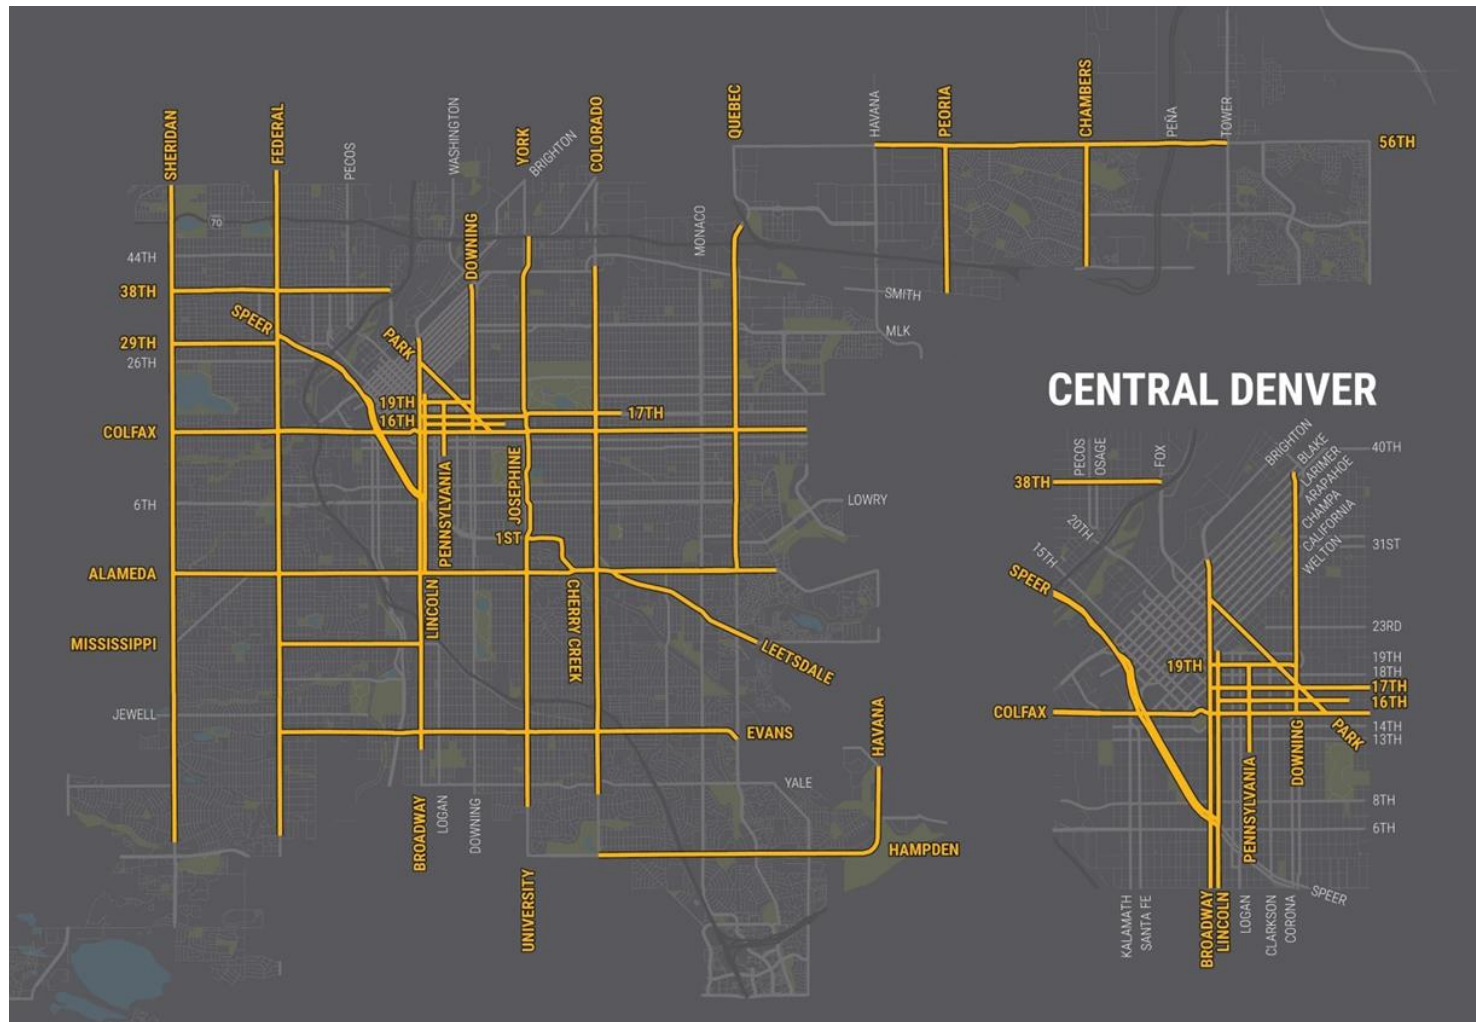 SHERIDAN
FEDERAL
PECOS
WASHINGTON
YORK
BRIGHTON
COLORADO
QUEBEC
HAVANA
PEORIA
CHAMBERS
PEÑA
TOWER
56TH
70
DOWNING
MONACO
44TH
38TH
SPEER
SMITH
29TH
PARK
MLK
26TH
19TH
16TH
17TH
COLFAX
PENNSYLVANIA
JOSEPHINE
6TH
LOWRY
1ST
ALAMEDA
LINCOLN
CHERRY CREEK
MISSISSIPPI
LEETSDALE
JEWELL
EVANS
HAVANA
YALE
BROADWAY
LOGAN
DOWNING
HAMPDEN
UNIVERSITY
CENTRAL DENVER
PECOS
OSAGE
FOX
BRIGHTON
BLAKE
LARIMER
ARAPAHOE
CHAMPA
CALIFORNIA
WELTON
40TH
38TH
20TH
15TH
31ST
SPEER
23RD
19TH
19TH
18TH
17TH
16TH
COLFAX
14TH
13TH
PARK
DOWNING
PENNSYLVANIA
8TH
6TH
SPEER
KALAMATH
SANTA FE
BROADWAY
LINCOLN
LOGAN
CLARKSON
CORONA